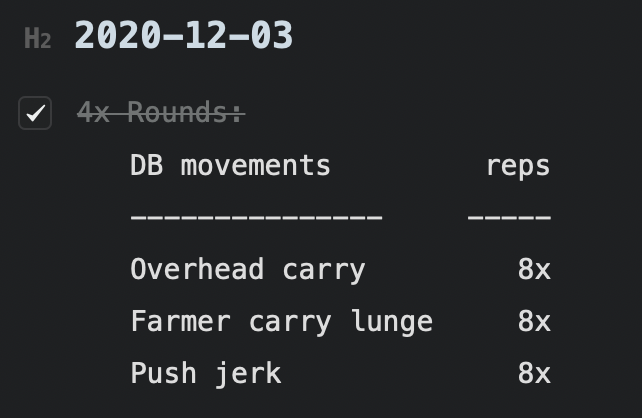 H2 2020-12-03
4x Rounds:
DB movements reps
--------------- -----
Overhead carry 8x
Farmer carry lunge 8x
Push jerk 8x